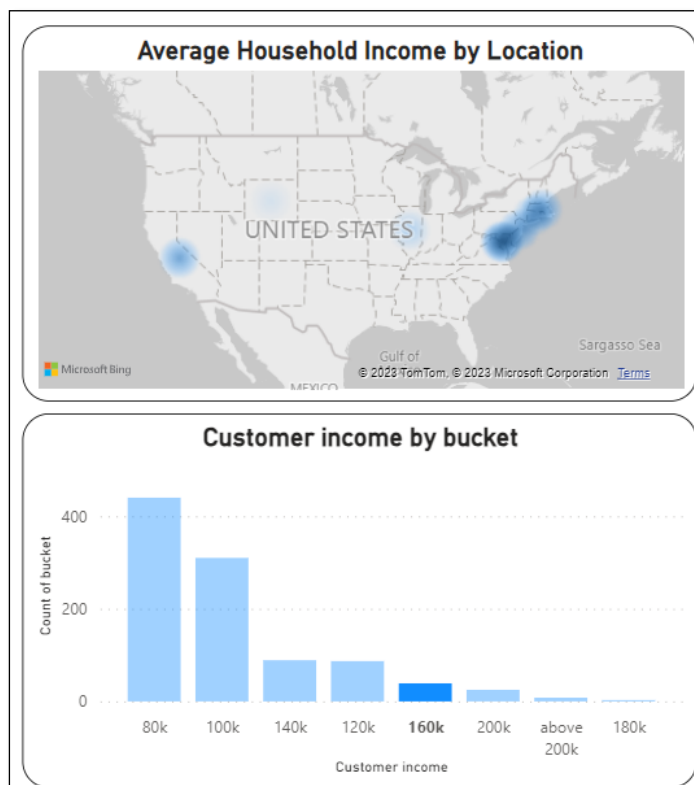 Average Household Income by Location
UNITED STATES
Sargasso Sea
Gulf of
MEXICO
Microsoft Bing
© 2023 TomTom, © 2023 Microsoft Corporation Terms
Customer income by bucket
Count of bucket
400
200
0
80k 100k 140k 120k 160k 200k above 200k 180k
Customer income